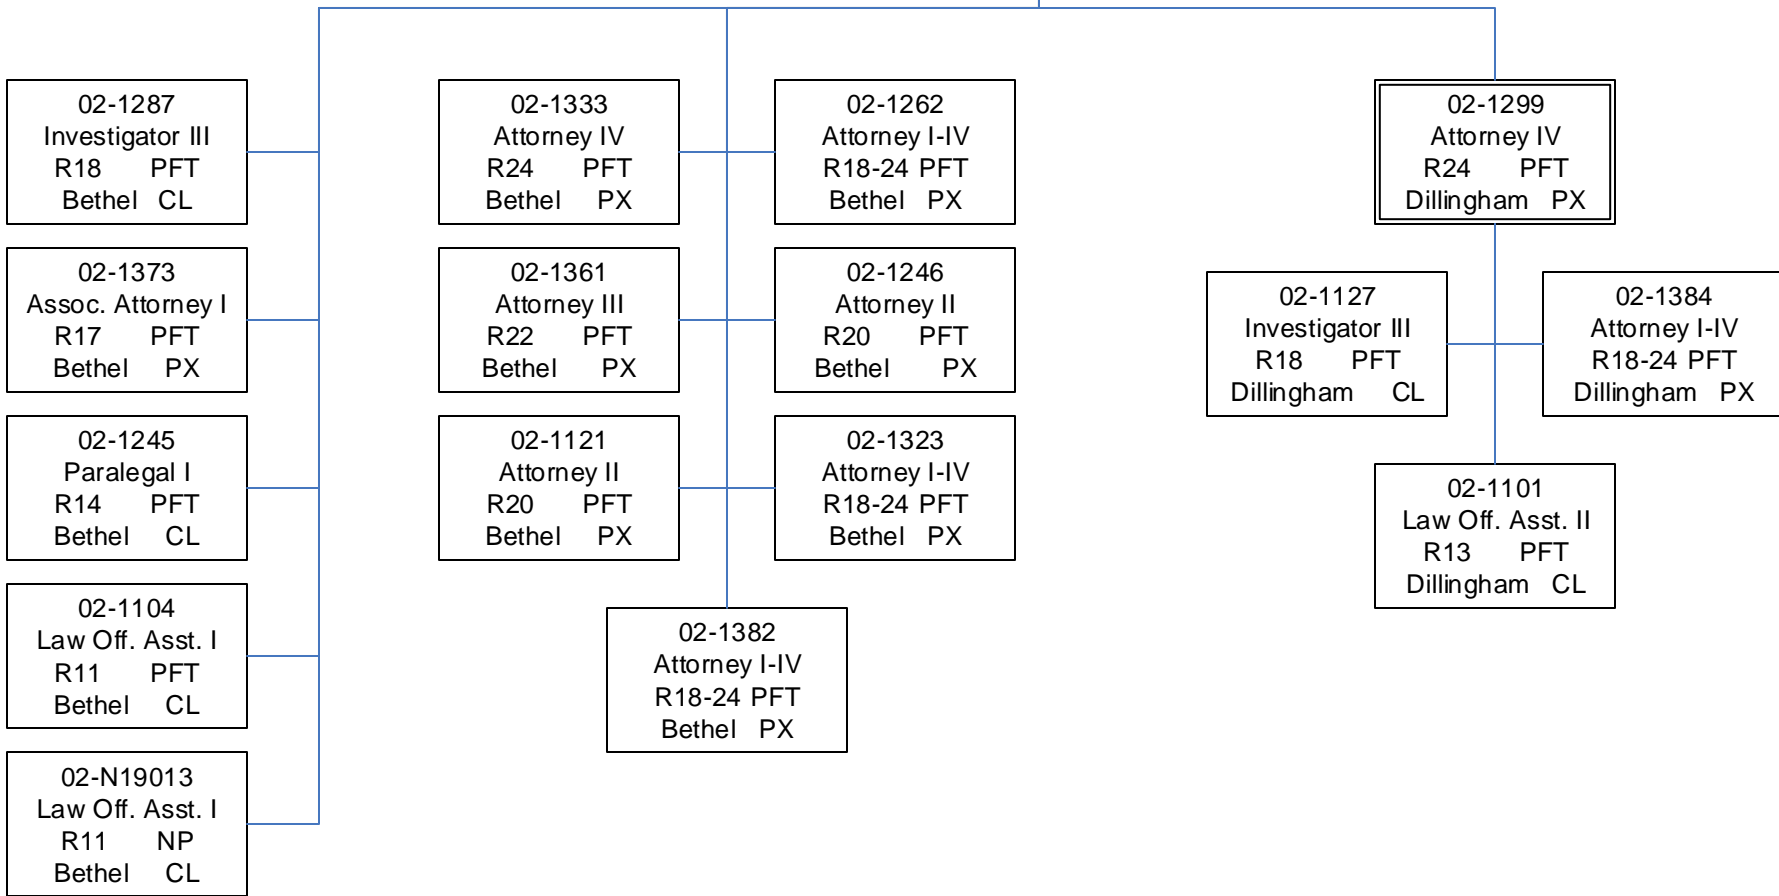 02-1287
Investigator III
R18 PFT
Bethel CL
02-1373
Assoc. Attorney I
R17 PFT
Bethel PX
02-1245
Paralegal I
R14 PFT
Bethel CL
02-1104
Law Off. Asst. I
R11 PFT
Bethel CL
02-N19013
Law Off. Asst. I
R11 NP
Bethel CL
02-1333
Attorney IV
R24 PFT
Bethel PX
02-1262
Attorney I-IV
R18-24 PFT
Bethel PX
02-1361
Attorney III
R22 PFT
Bethel PX
02-1246
Attorney II
R20 PFT
Bethel PX
02-1121
Attorney II
R20 PFT
Bethel PX
02-1323
Attorney I-IV
R18-24 PFT
Bethel PX
02-1382
Attorney I-IV
R18-24 PFT
Bethel PX
02-1299
Attorney IV
R24 PFT
Dillingham PX
02-1127
Investigator III
R18 PFT
Dillingham CL
02-1384
Attorney I-IV
R18-24 PFT
Dillingham PX
02-1101
Law Off. Asst. II
R13 PFT
Dillingham CL